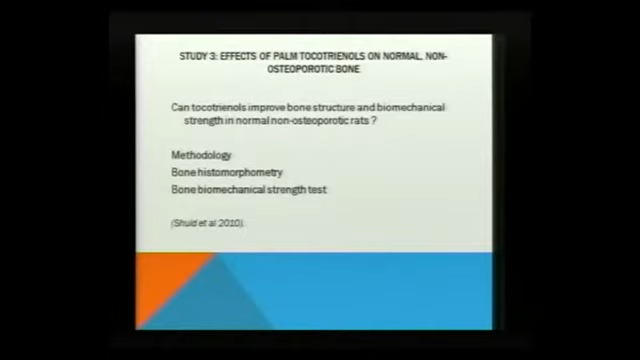 STUDY 3: EFFECTS OF PALM TOCOTRIENOLS ON NORMAL, NON-
OSTEOPOROTIC BONE
Can tocotrienols improve bone structure and biomechanical
strength in normal non-osteoporotic rats ?
Methodology
Bone histomorphometry
Bone biomechanical strength test
(Shuid et al 2010).